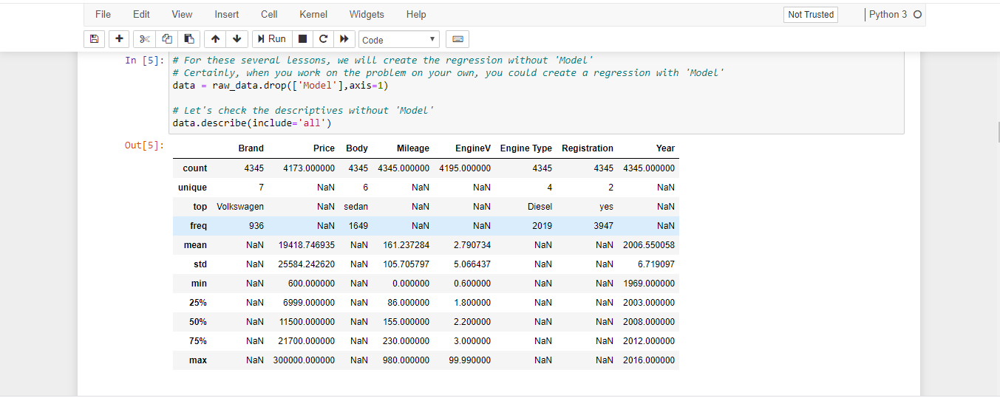 File Edit View Insert Cell Kernel Widgets Help Not Trusted Python 3
Run Code
In [5]: # For these several lessons, we will create the regression without 'Model'
# Certainly, when you work on the problem on your own, you could create a regression with 'Model'
data = raw_data.drop(['Model'],axis=1)
# Let's check the descriptives without 'Model'
data.describe(include='all')
Out[5]:
Brand Price Body Mileage EngineV Engine Type Registration Year
count 4345 4173.000000 4345 4345.000000 4195.000000 4345 4345 4345.000000
unique 7 NaN 6 NaN NaN 4 2 NaN
top Volkswagen NaN sedan NaN NaN Diesel yes NaN
freq 936 NaN 1649 NaN NaN 2019 3947 NaN
mean NaN 19418.746935 NaN 161.237284 2.790734 NaN NaN 2006.550058
std NaN 25584.242620 NaN 105.705797 5.066437 NaN NaN 6.719097
min NaN 600.000000 NaN 0.000000 0.600000 NaN NaN 1969.000000
25% NaN 6999.000000 NaN 86.000000 1.800000 NaN NaN 2003.000000
50% NaN 11500.000000 NaN 155.000000 2.200000 NaN NaN 2008.000000
75% NaN 21700.000000 NaN 230.000000 3.000000 NaN NaN 2012.000000
max NaN 300000.000000 NaN 980.000000 99.990000 NaN NaN 2016.000000